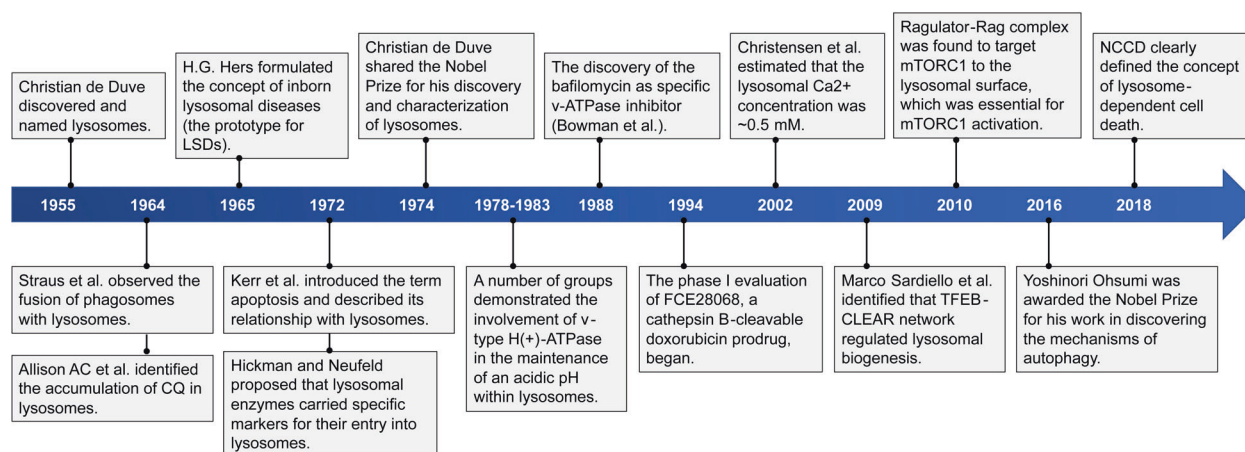 Christian de Duve
discovered and
named lysosomes.
H.G. Hers formulated
the concept of inborn
lysosomal diseases
(the prototype for
LSDs).
Christian de Duve
shared the Nobel
Prize for his discovery
and characterization
of lysosomes.
The discovery of the
bafilomycin as specific
v-ATPase inhibitor
(Bowman et al.).
Christensen et al.
estimated that the
lysosomal Ca2+
concentration was
~0.5 mM.
Ragulator-Rag complex
was found to target
mTORC1 to the
lysosomal surface,
which was essential for
mTORC1 activation.
NCCD clearly
defined the concept
of lysosome-
dependent cell
death.
1955 1964 1965 1972 1974 1978-1983 1988 1994 2002 2009 2010 2016 2018
Straus et al. observed the
fusion of phagosomes
with lysosomes.
Allison AC et al. identified
the accumulation of CQ in
lysosomes.
Kerr et al. introduced the term
apoptosis and described its
relationship with lysosomes.
Hickman and Neufeld
proposed that lysosomal
enzymes carried specific
markers for their entry into
lysosomes.
A number of groups
demonstrated the
involvement of v-
type H(+)-ATPase
in the maintenance
of an acidic pH
within lysosomes.
The phase I evaluation
of FCE28068, a
cathepsin B-cleavable
doxorubicin prodrug,
began.
Marco Sardiello et al.
identified that TFEB-
CLEAR network
regulated lysosomal
biogenesis.
Yoshinori Ohsumi was
awarded the Nobel Prize
for his work in discovering
the mechanisms of
autophagy.